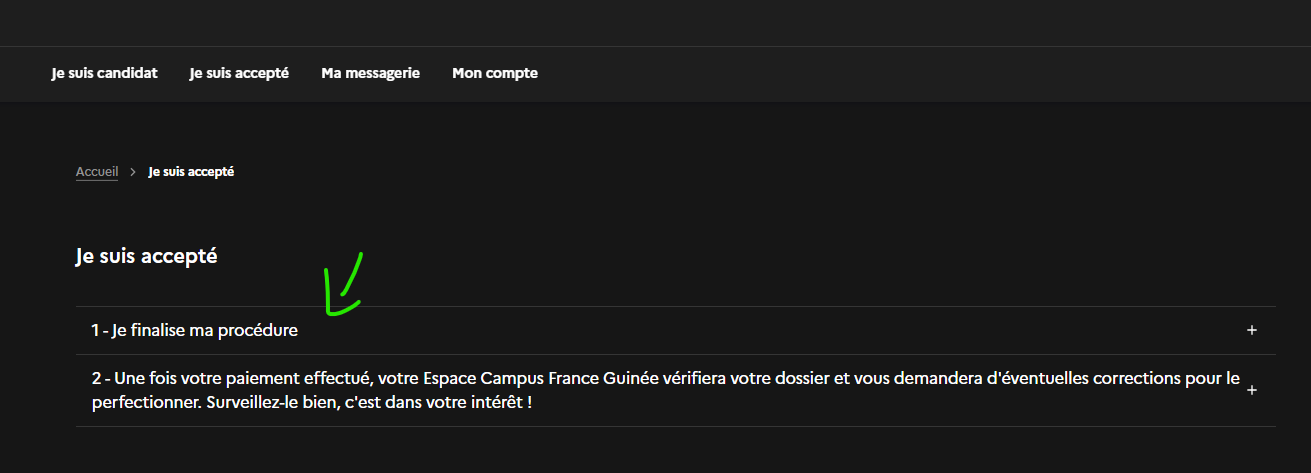 Je suis candidat Je suis accepté Ma messagerie Mon compte
Accueil > Je suis accepté
Je suis accepté
1 - Je finalise ma procédure +
2 - Une fois votre paiement effectué, votre Espace Campus France Guinée vérifiera votre dossier et vous demandera d'éventuelles corrections pour le
perfectionner. Surveillez-le bien, c'est dans votre intérêt ! +